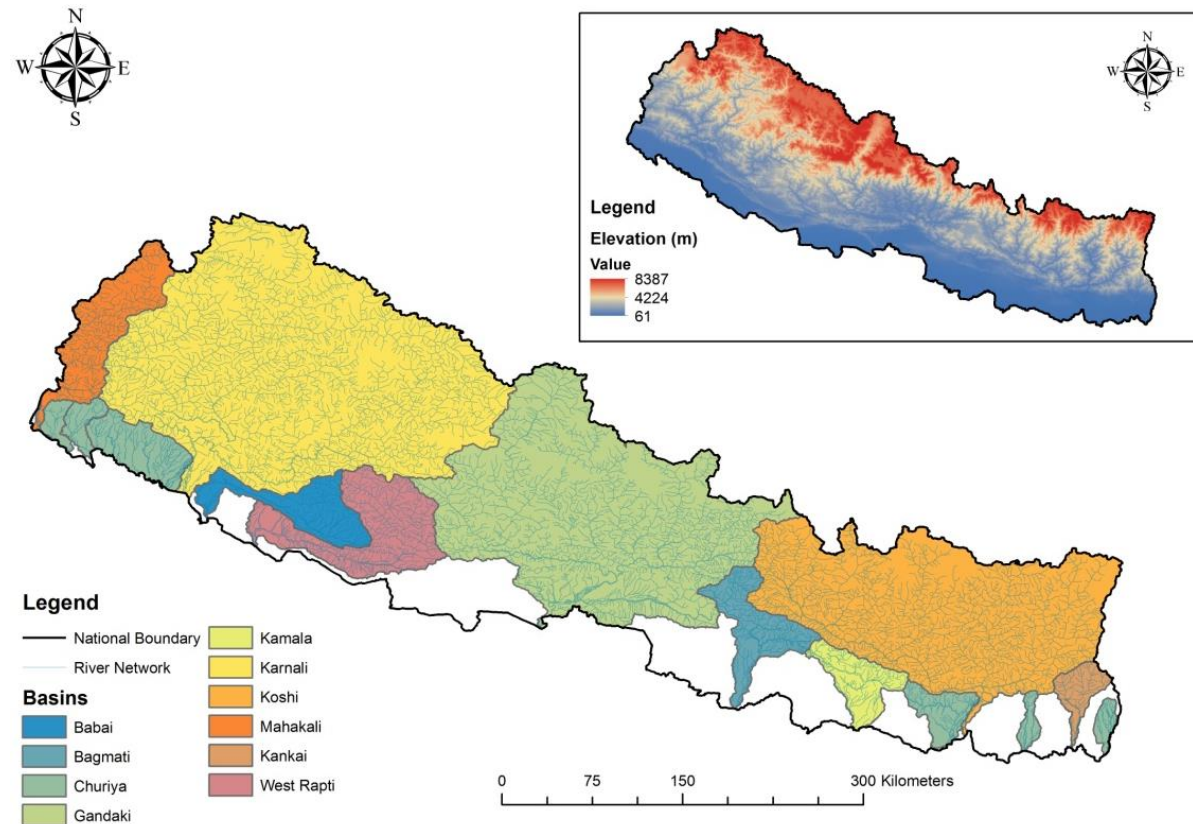 N
W E
S
N
W E
S
Legend
Elevation (m)
Value
8387
4224
61
Legend
National Boundary
River Network
Basins
Babai
Bagmati
Churiya
Gandaki
Kamala
Karnali
Koshi
Mahakali
Kankai
West Rapti
0 75 150 300 Kilometers